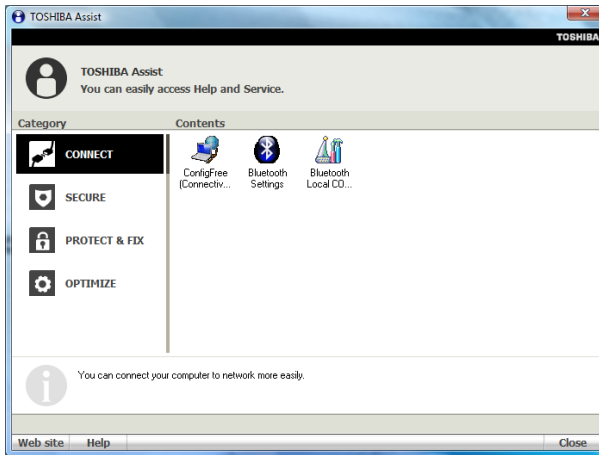 TOSHIBA Assist
TOSHIBA
TOSHIBA Assist
You can easily access Help and Service.
Category
Contents
CONNECT
SECURE
PROTECT & FIX
OPTIMIZE
ConfigFree
(Connectiv...
Bluetooth
Settings
Bluetooth
Local CO...
You can connect your computer to network more easily.
Web site
Help
Close